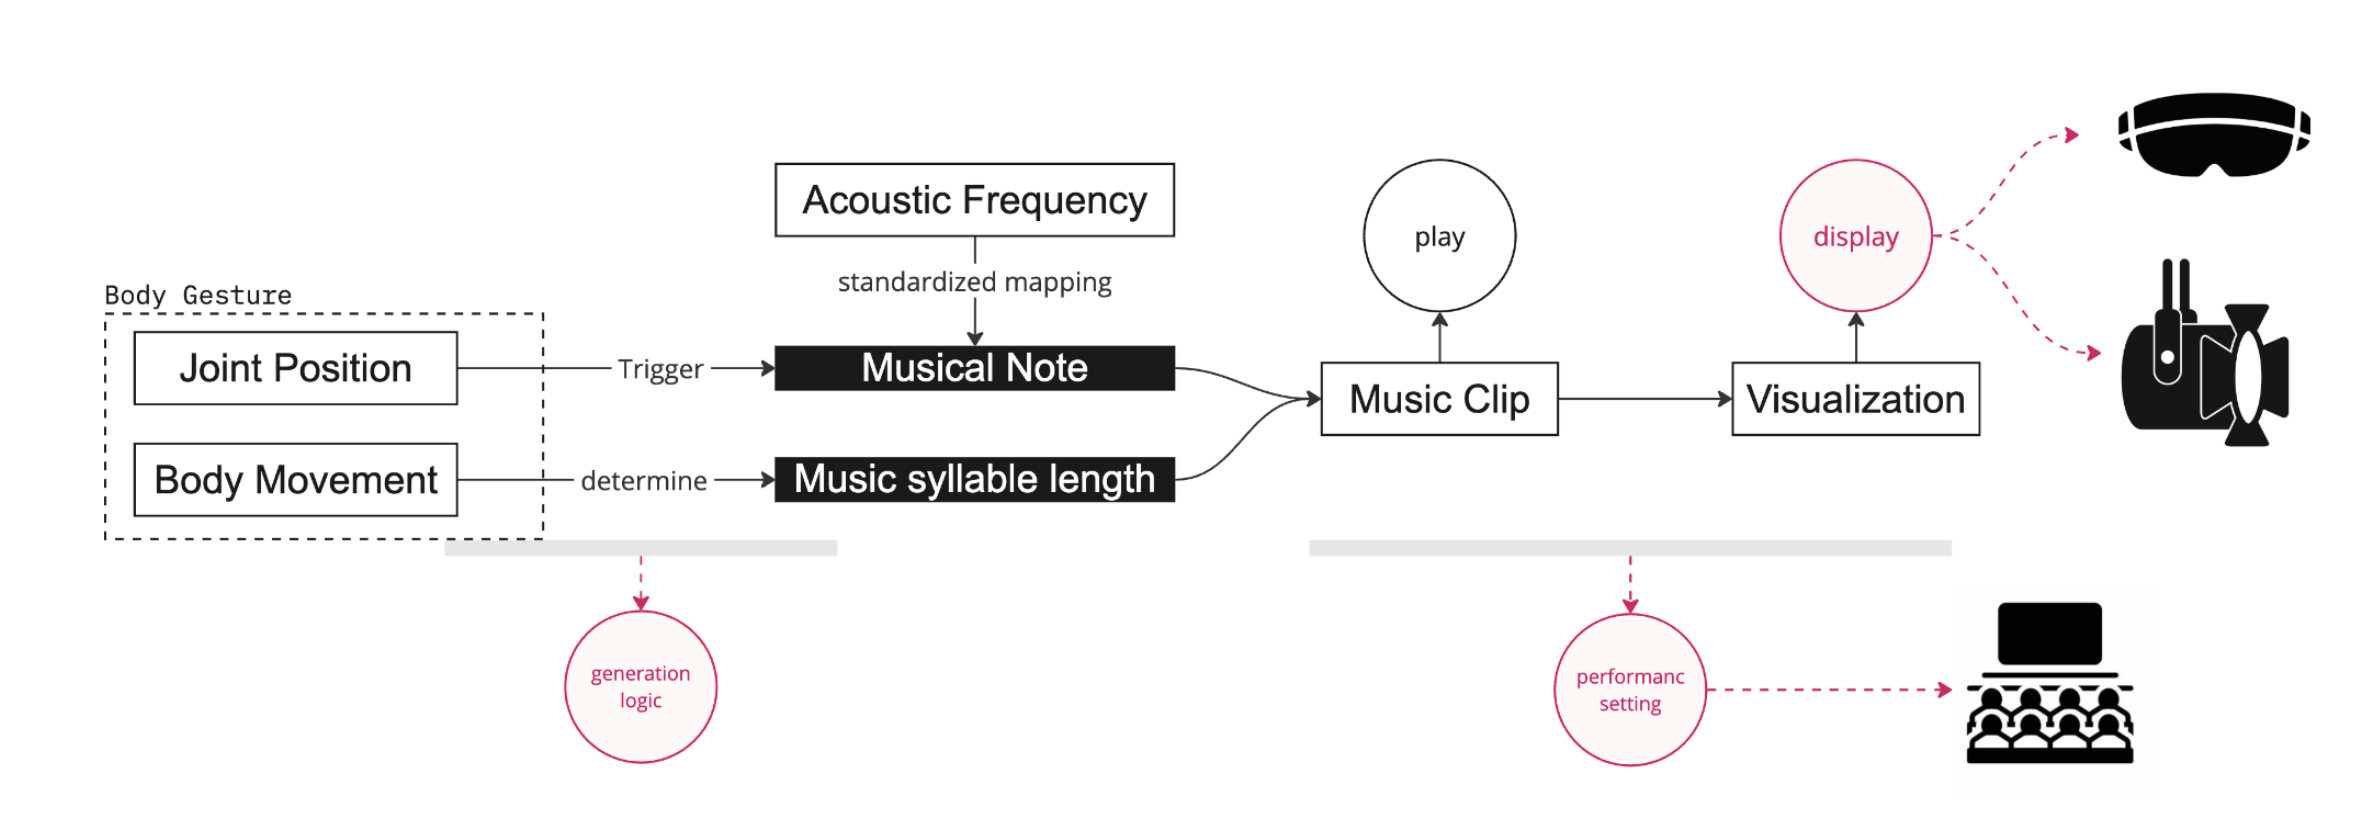 Acoustic Frequency
play
display
standardized mapping
Body Gesture
Joint Position
Trigger
Musical Note
Music Clip
Visualization
Body Movement
determine
Music syllable length
generation
logic
performanc
setting